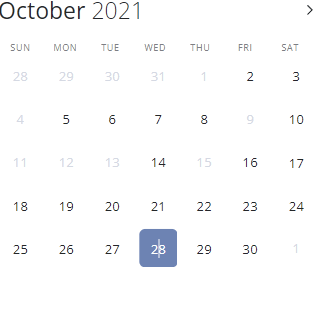 October 2021 >
SUN MON TUE WED THU FRI SAT
28 29 30 31 1 2 3
4 5 6 7 8 9 10
11 12 13 14 15 16 17
18 19 20 21 22 23 24
25 26 27 28 29 30 1